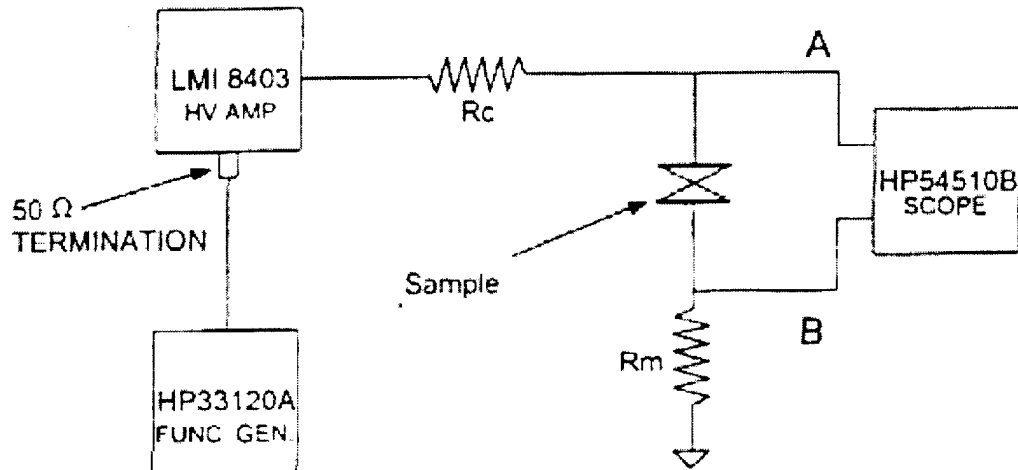 LMI 8403
HV AMP
Rc
A
HP54510B
SCOPE
50 Ω
TERMINATION
Sample
B
Rm
HP33120A
FUNC GEN.